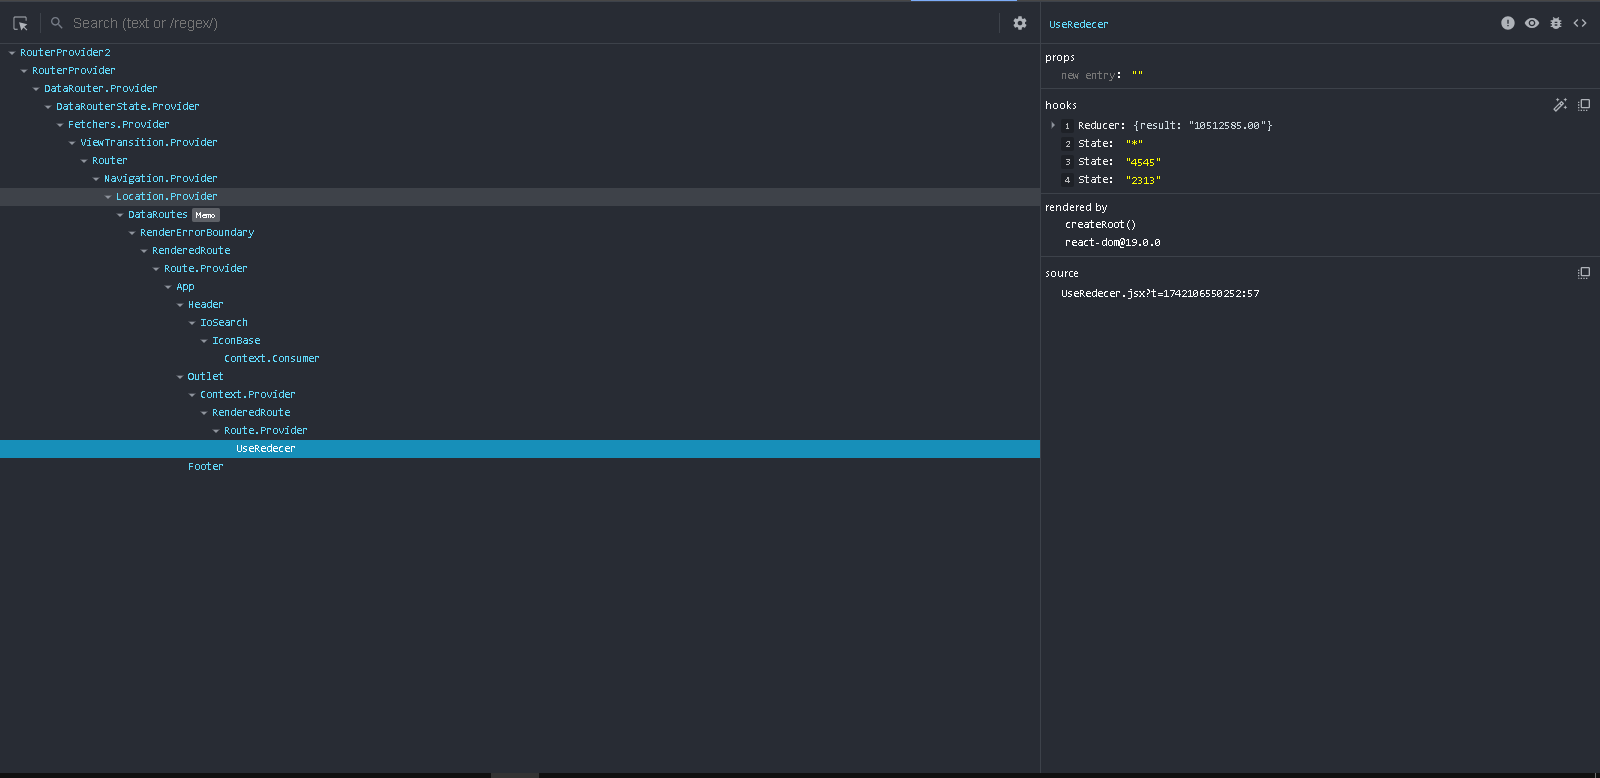 Search (text or /regex/)
RouterProvider2
RouterProvider
DataRouter.Provider
DataRouterState.Provider
Fetchers.Provider
ViewTransition.Provider
Router
Navigation.Provider
Location.Provider
DataRoutes Memo
RenderErrorBoundary
RenderedRoute
Route.Provider
App
Header
IoSearch
IconBase
Context.Consumer
Outlet
Context.Provider
RenderedRoute
Route.Provider
UseRedecer
Footer
UseRedecer
props
new entry: ""
hooks
1 Reducer: {result: "10512585.00"}
2 State: "*"
3 State: "4545"
4 State: "2313"
rendered by
createRoot()
react-dom@19.0.0
source
UseRedecer.jsx?t=1742106550252:57